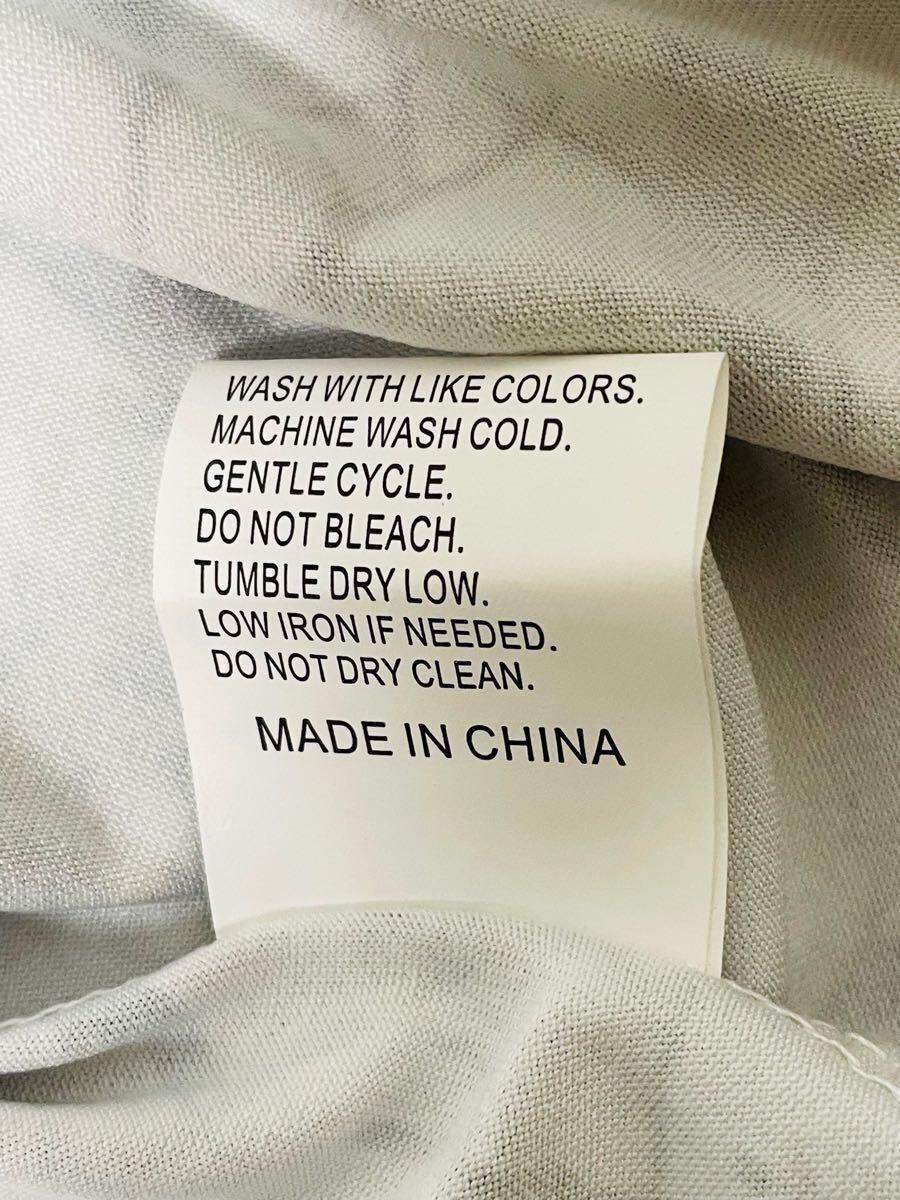 WASH WITH LIKE COLORS.
MACHINE WASH COLD.
GENTLE CYCLE.
DO NOT BLEACH.
TUMBLE DRY LOW.
LOW IRON IF NEEDED.
DO NOT DRY CLEAN.
MADE IN CHINA